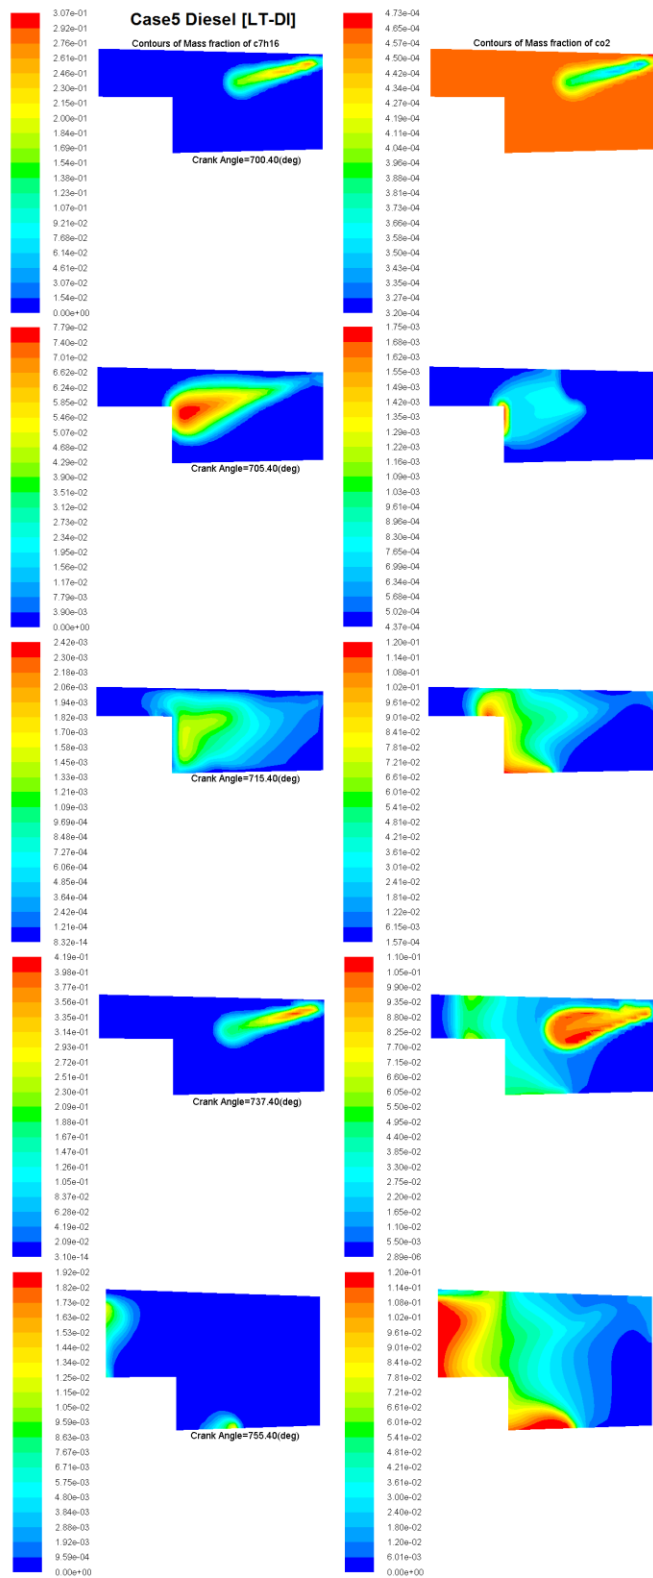 Case5 Diesel [LT-DI]
Contours of Mass fraction of c7h16
Contours of Mass fraction of co2
3.07e-01
2.92e-01
2.76e-01
2.61e-01
2.46e-01
2.30e-01
2.15e-01
2.00e-01
1.84e-01
1.69e-01
1.54e-01
1.38e-01
1.23e-01
1.07e-01
9.21e-02
7.68e-02
6.14e-02
4.61e-02
3.07e-02
1.54e-02
0.00e+00
Crank Angle=700.40(deg)
4.73e-04
4.65e-04
4.57e-04
4.50e-04
4.42e-04
4.34e-04
4.27e-04
4.19e-04
4.11e-04
4.04e-04
3.96e-04
3.88e-04
3.81e-04
3.73e-04
3.66e-04
3.58e-04
3.50e-04
3.43e-04
3.35e-04
3.27e-04
3.20e-04
7.79e-02
7.40e-02
7.01e-02
6.62e-02
6.24e-02
5.85e-02
5.46e-02
5.07e-02
4.68e-02
4.29e-02
3.90e-02
3.51e-02
3.12e-02
2.73e-02
2.34e-02
1.95e-02
1.56e-02
1.17e-02
7.79e-03
3.90e-03
0.00e+00
Crank Angle=705.40(deg)
1.75e-03
1.68e-03
1.62e-03
1.55e-03
1.49e-03
1.42e-03
1.35e-03
1.29e-03
1.22e-03
1.16e-03
1.09e-03
1.03e-03
9.61e-04
8.96e-04
8.30e-04
7.65e-04
6.99e-04
6.34e-04
5.68e-04
5.02e-04
4.37e-04
2.42e-03
2.30e-03
2.18e-03
2.06e-03
1.94e-03
1.82e-03
1.70e-03
1.58e-03
1.45e-03
1.33e-03
1.21e-03
1.09e-03
9.69e-04
8.48e-04
7.27e-04
6.06e-04
4.85e-04
3.64e-04
2.42e-04
1.21e-04
8.32e-14
Crank Angle=715.40(deg)
1.20e-01
1.14e-01
1.08e-01
1.02e-01
9.61e-02
9.01e-02
8.41e-02
7.81e-02
7.21e-02
6.61e-02
6.01e-02
5.41e-02
4.81e-02
4.21e-02
3.61e-02
3.01e-02
2.41e-02
1.81e-02
1.22e-02
6.15e-03
1.57e-04
4.19e-01
3.98e-01
3.77e-01
3.56e-01
3.35e-01
3.14e-01
2.93e-01
2.72e-01
2.51e-01
2.30e-01
2.09e-01
1.88e-01
1.67e-01
1.47e-01
1.26e-01
1.05e-01
8.37e-02
6.28e-02
4.19e-02
2.09e-02
3.10e-14
Crank Angle=737.40(deg)
1.10e-01
1.05e-01
9.90e-02
9.35e-02
8.80e-02
8.25e-02
7.70e-02
7.15e-02
6.60e-02
6.05e-02
5.50e-02
4.95e-02
4.40e-02
3.85e-02
3.30e-02
2.75e-02
2.20e-02
1.65e-02
1.10e-02
5.50e-03
2.89e-06
1.92e-02
1.82e-02
1.73e-02
1.63e-02
1.53e-02
1.44e-02
1.34e-02
1.25e-02
1.15e-02
1.05e-02
9.59e-03
8.63e-03
7.67e-03
6.71e-03
5.75e-03
4.80e-03
3.84e-03
2.88e-03
1.92e-03
9.59e-04
0.00e+00
Crank Angle=755.40(deg)
1.20e-01
1.14e-01
1.08e-01
1.02e-01
9.61e-02
9.01e-02
8.41e-02
7.81e-02
7.21e-02
6.61e-02
6.01e-02
5.41e-02
4.81e-02
4.21e-02
3.61e-02
3.00e-02
2.40e-02
1.80e-02
1.20e-02
6.01e-03
0.00e+00